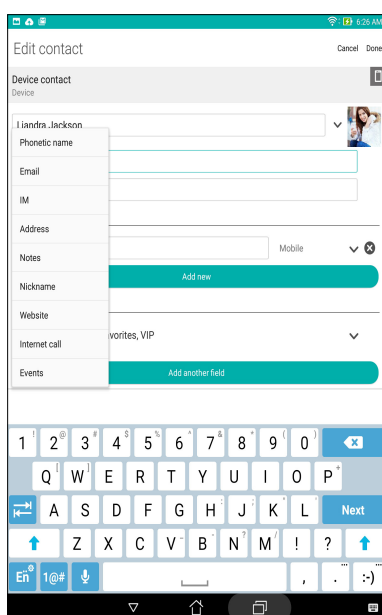 6:26 AM
Edit contact
Cancel Done
Device contact
Device
Liandra Jackson
Phonetic name
Email
IM
Address
Notes
Mobile
Nickname
Add new
Website
Internet call
vorites, VIP
Events
Add another field
1 ! 2 @ 3 # 4 $ 5 % 6 ^ 7 & 8 * 9 ( 0 )
Q [ W ] E R T Y U I O P +
A S D F G H : J ; K " L ' Next
Z X C V - B ' N ? M / ! ? 
En 1@# , . ... :-)